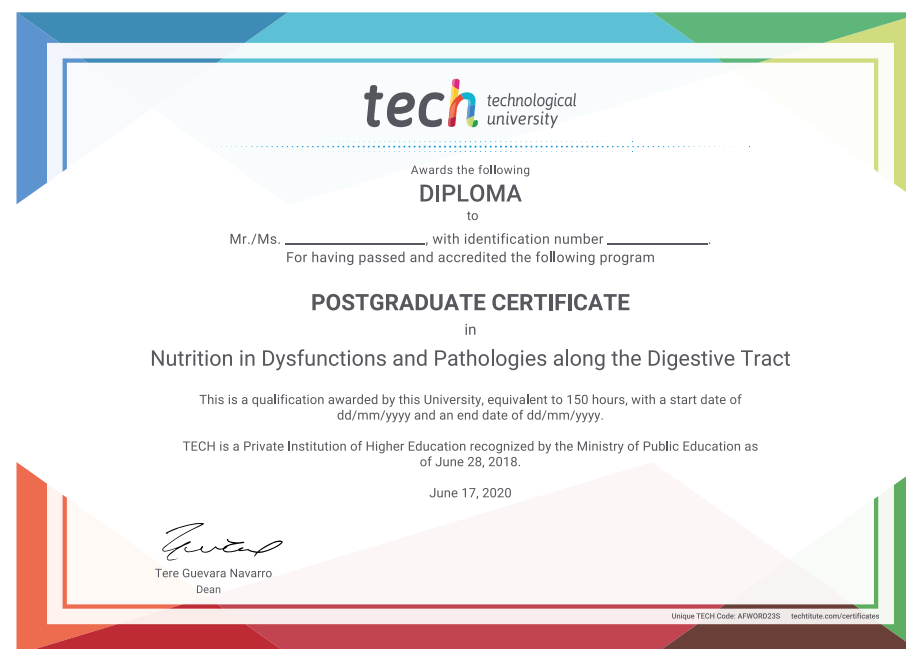 tech technological
university
Awards the following
DIPLOMA
to
Mr./Ms. ____________________, with identification number ______________.
For having passed and accredited the following program
POSTGRADUATE CERTIFICATE
in
Nutrition in Dysfunctions and Pathologies along the Digestive Tract
This is a qualification awarded by this University, equivalent to 150 hours, with a start date of
dd/mm/yyyy and an end date of dd/mm/yyyy.
TECH is a Private Institution of Higher Education recognized by the Ministry of Public Education as
of June 28, 2018.
June 17, 2020
Tere Guevara Navarro
Dean
Unique TECH Code: AFWORD23S techtitute.com/certificates